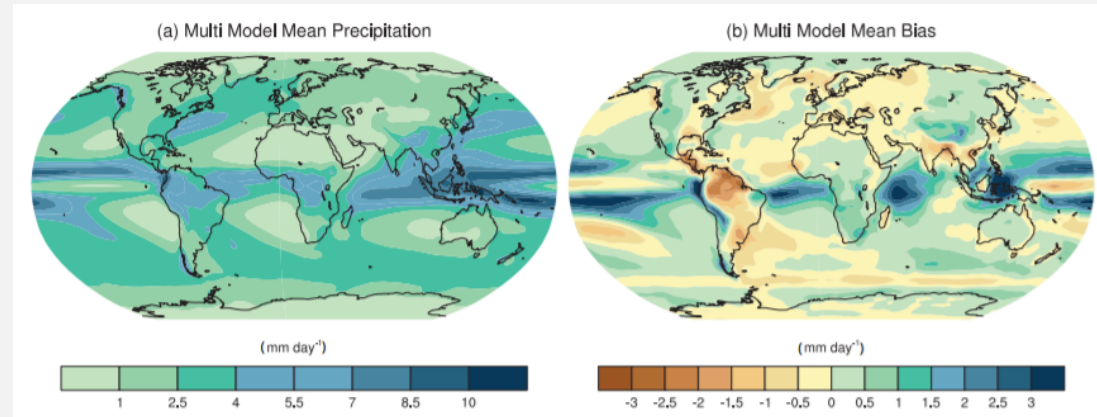 (a) Multi Model Mean Precipitation
(b) Multi Model Mean Bias
(mm day⁻¹)
(mm day⁻¹)
1 2.5 4 5.5 7 8.5 10
-3 -2.5 -2 -1.5 -1 -0.5 0 0.5 1 1.5 2 2.5 3